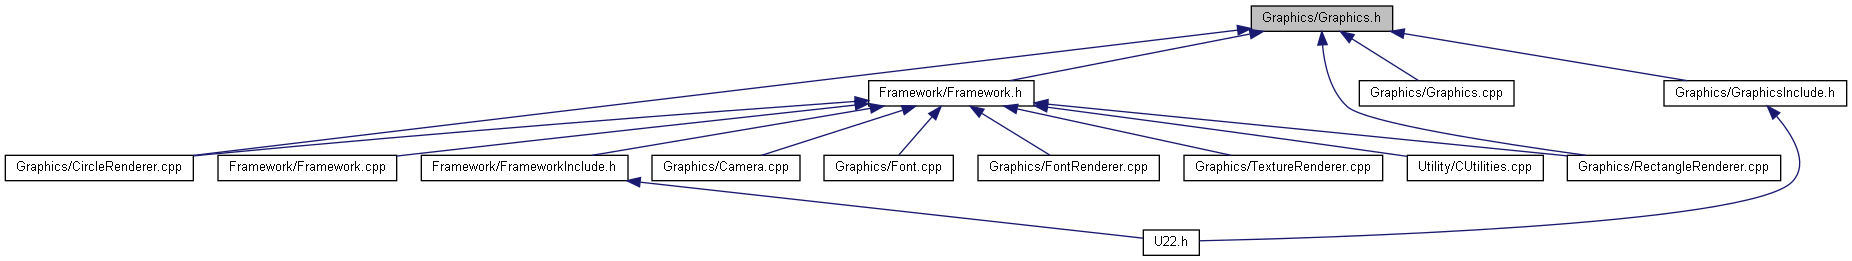 Graphics/Graphics.h
Framework/Framework.h
Graphics/Graphics.cpp
Graphics/GraphicsInclude.h
Graphics/CircleRenderer.cpp
Framework/Framework.cpp
Framework/FrameworkInclude.h
Graphics/Camera.cpp
Graphics/Font.cpp
Graphics/FontRenderer.cpp
Graphics/TextureRenderer.cpp
Utility/CUtilities.cpp
Graphics/RectangleRenderer.cpp
U22.h